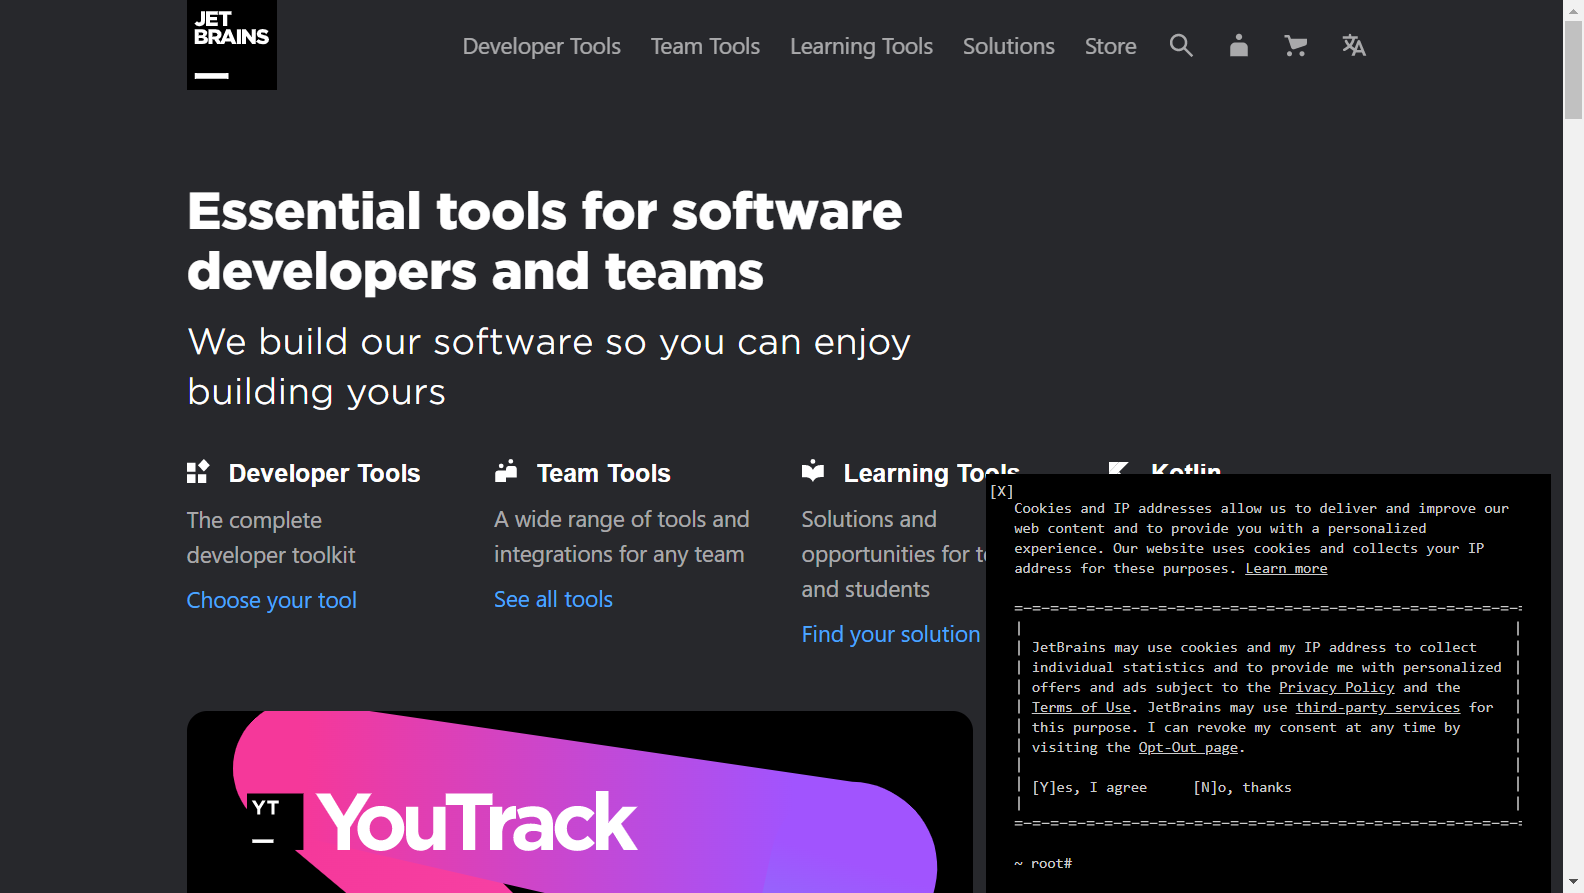 JET
BRAINS
Developer Tools Team Tools Learning Tools Solutions Store
Essential tools for software
developers and teams
We build our software so you can enjoy
building yours
Developer Tools
The complete
developer toolkit
Choose your tool
Team Tools
A wide range of tools and
integrations for any team
See all tools
Learning Tools
Solutions and
opportunities for
and students
Find your solution
Kotlin
YT
YouTrack
[X]
Cookies and IP addresses allow us to deliver and improve our
web content and to provide you with a personalized
experience. Our website uses cookies and collects your IP
address for these purposes. Learn more
JetBrains may use cookies and my IP address to collect
individual statistics and to provide me with personalized
offers and ads subject to the Privacy Policy and the
Terms of Use. JetBrains may use third-party services for
this purpose. I can revoke my consent at any time by
visiting the Opt-Out page.
[Y]es, I agree [N]o, thanks
~ root#